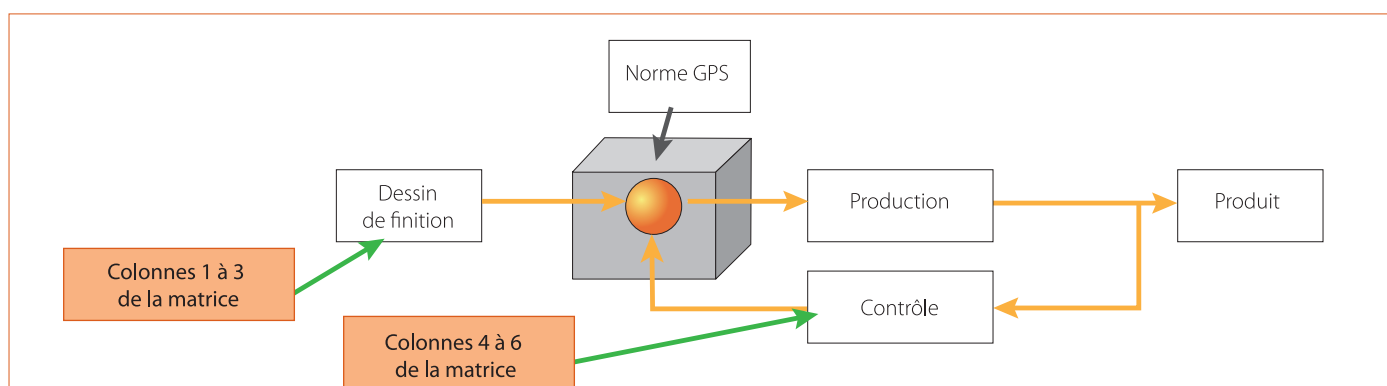 Norme GPS
Dessin
de finition
Production
Produit
Colonnes 1 à 3
de la matrice
Contrôle
Colonnes 4 à 6
de la matrice